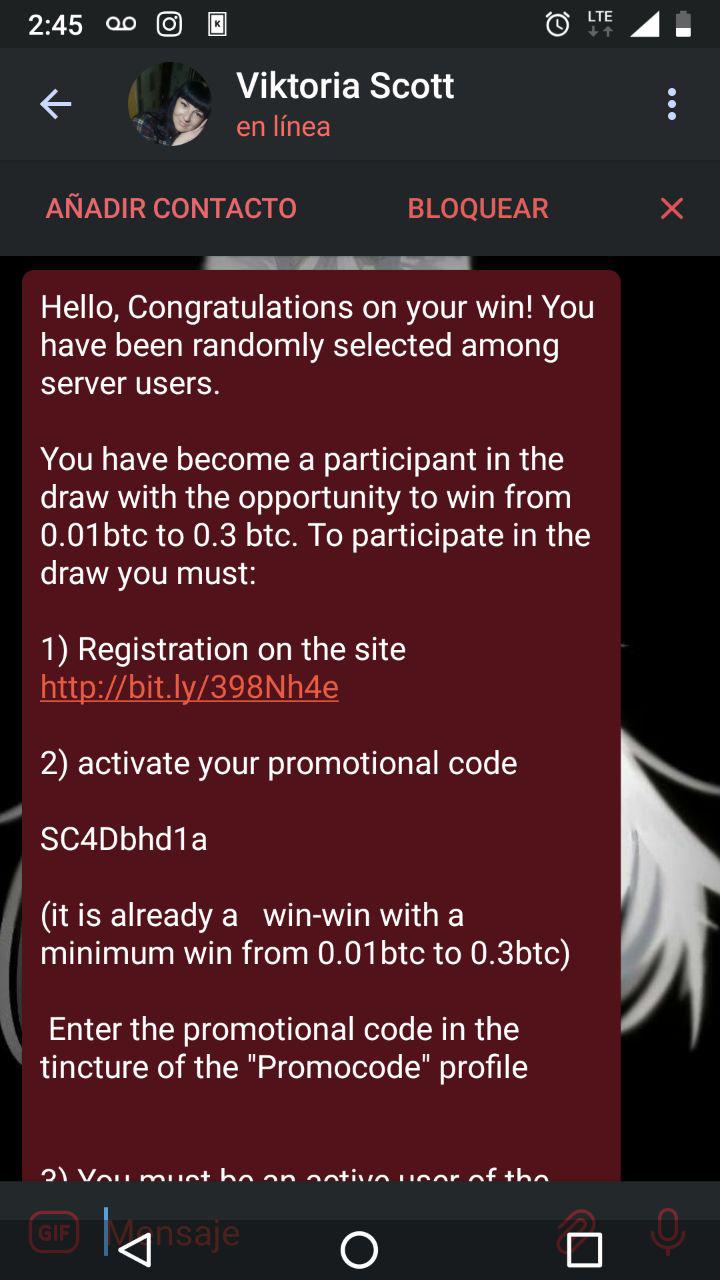 2:45
LTE
Viktoria Scott
en línea
AÑADIR CONTACTO
BLOQUEAR
Hello, Congratulations on your win! You
have been randomly selected among
server users.
You have become a participant in the
draw with the opportunity to win from
0.01btc to 0.3 btc. To participate in the
draw you must:
1) Registration on the site
http://bit.ly/398Nh4e
2) activate your promotional code
SC4Dbhd1a
(it is already a   win-win with a
minimum win from 0.01btc to 0.3btc)
Enter the promotional code in the
tincture of the "Promocode" profile
3) You must be an active user of the
GIF
Mensaje